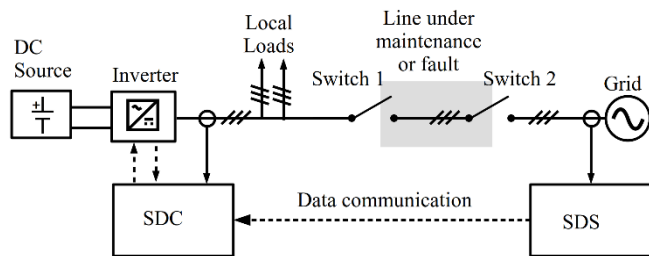 DC
Source
Inverter
Local
Loads
Line under
maintenance
or fault
Switch 1
Switch 2
Grid
Data communication
SDC
SDS